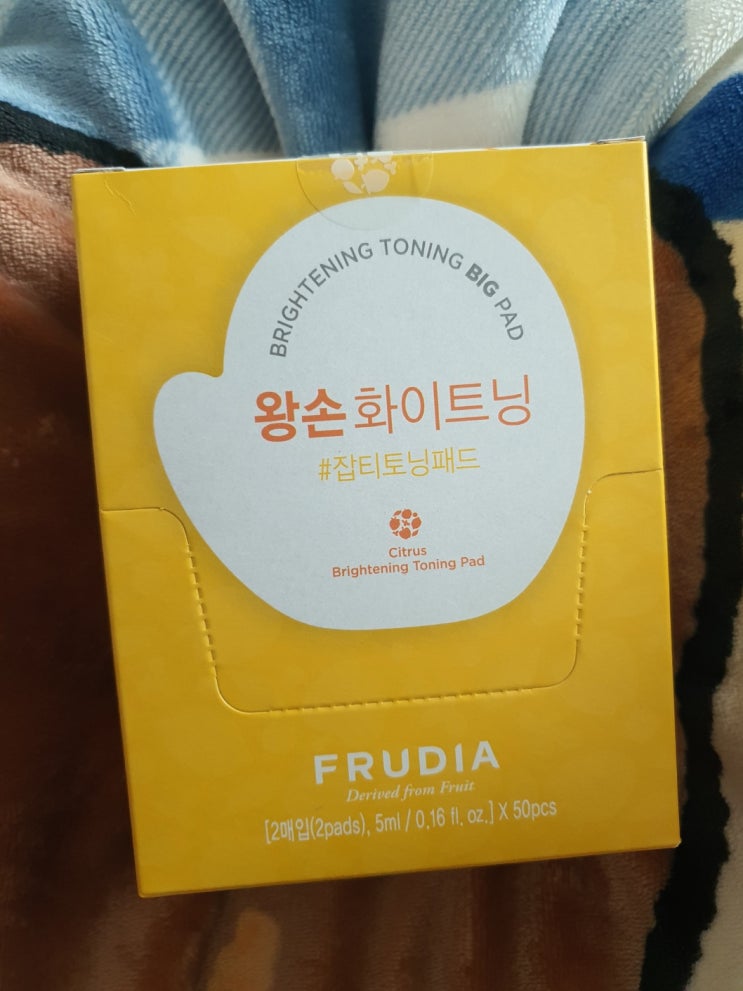 BRIGHTENING TONING BIG PAD
왕손 화이트닝
#잡티토닝패드
Citrus
Brightening Toning Pad
FRUDIA
Derived from Fruit
[2매입(2pads), 5ml / 0.16 fl. oz.] X 50pcs